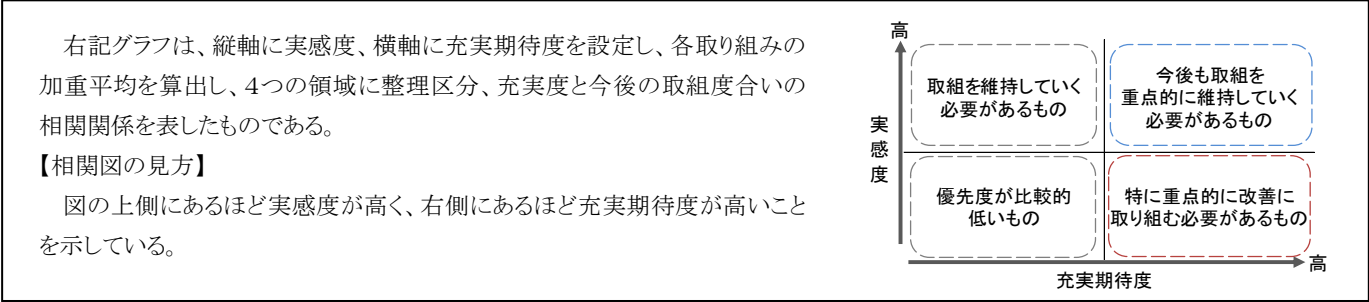 右記グラフは、縦軸に実感度、横軸に充実期待度を設定し、各取り組みの
加重平均を算出し、4つの領域に整理区分、充実度と今後の取組度合いの
相関関係を表したものである。
【相関図の見方】
図の上側にあるほど実感度が高く、右側にあるほど充実期待度が高いこと
を示している。
高
実感度
取組を維持していく
必要があるもの
今後も取組を
重点的に維持していく
必要があるもの
優先度が比較的
低いもの
特に重点的に改善に
取り組む必要があるもの
高
充実期待度